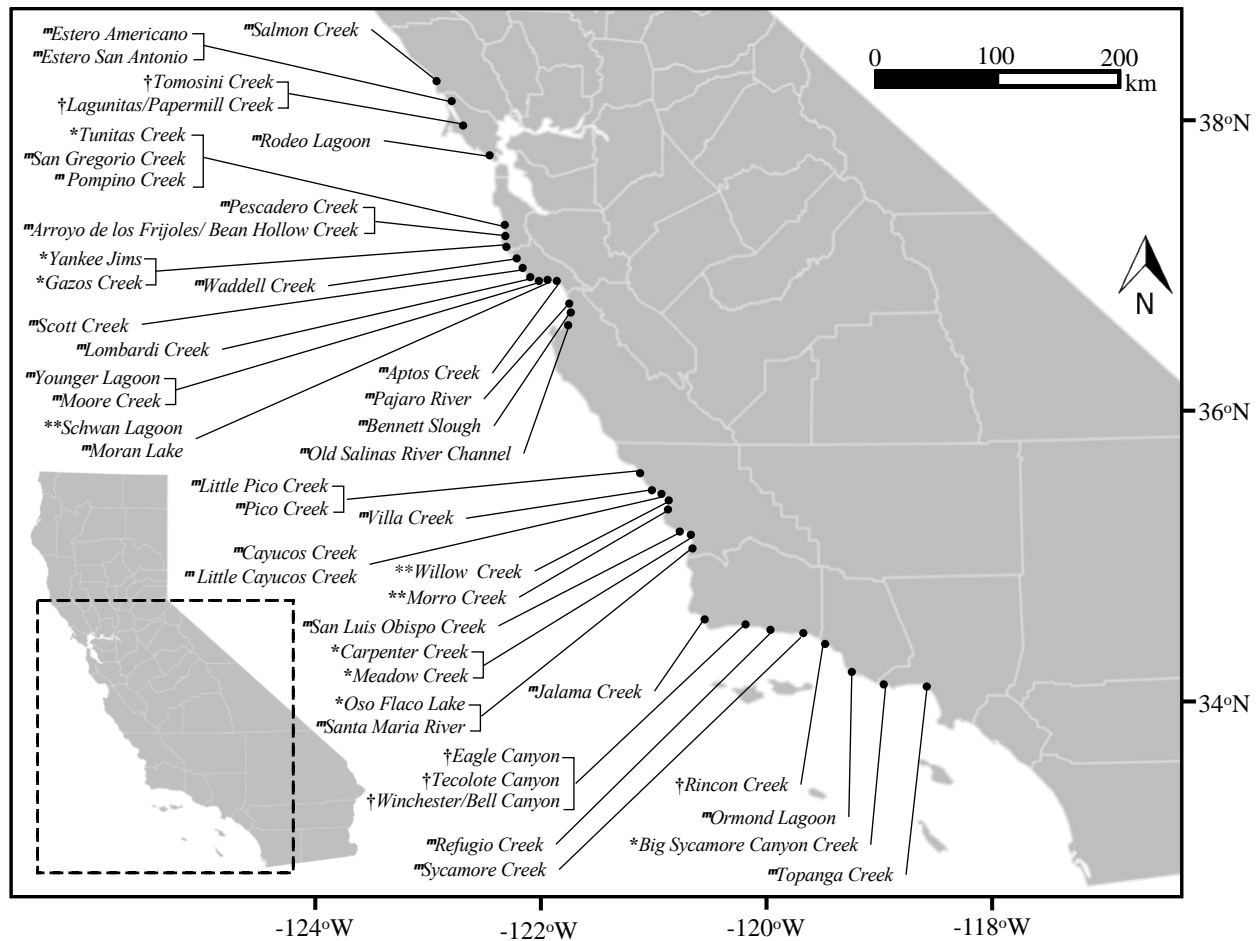 ᵐEstero Americano
ᵐEstero San Antonio
ᵐSalmon Creek
†Tomosini Creek
†Lagunitas/Papermill Creek
*Tunitas Creek
ᵐSan Gregorio Creek
ᵐ Pompino Creek
ᵐRodeo Lagoon
ᵐPescadero Creek
ᵐArroyo de los Frijoles/ Bean Hollow Creek
*Yankee Jims
*Gazos Creek
ᵐWaddell Creek
ᵐScott Creek
ᵐLombardi Creek
ᵐYounger Lagoon
ᵐMoore Creek
**Schwan Lagoon
ᵐMoran Lake
ᵐAptos Creek
ᵐPajaro River
ᵐBennett Slough
ᵐOld Salinas River Channel
ᵐLittle Pico Creek
ᵐPico Creek
ᵐVilla Creek
ᵐCayucos Creek
ᵐ Little Cayucos Creek
**Willow Creek
**Morro Creek
ᵐSan Luis Obispo Creek
*Carpenter Creek
*Meadow Creek
*Oso Flaco Lake
ᵐSanta Maria River
ᵐJalama Creek
†Eagle Canyon
†Tecolote Canyon
†Winchester/Bell Canyon
ᵐRefugio Creek
ᵐSycamore Creek
†Rincon Creek
ᵐOrmond Lagoon
*Big Sycamore Canyon Creek
ᵐTopanga Creek
0 100 200
km
N
38°N
36°N
34°N
-124°W -122°W -120°W -118°W